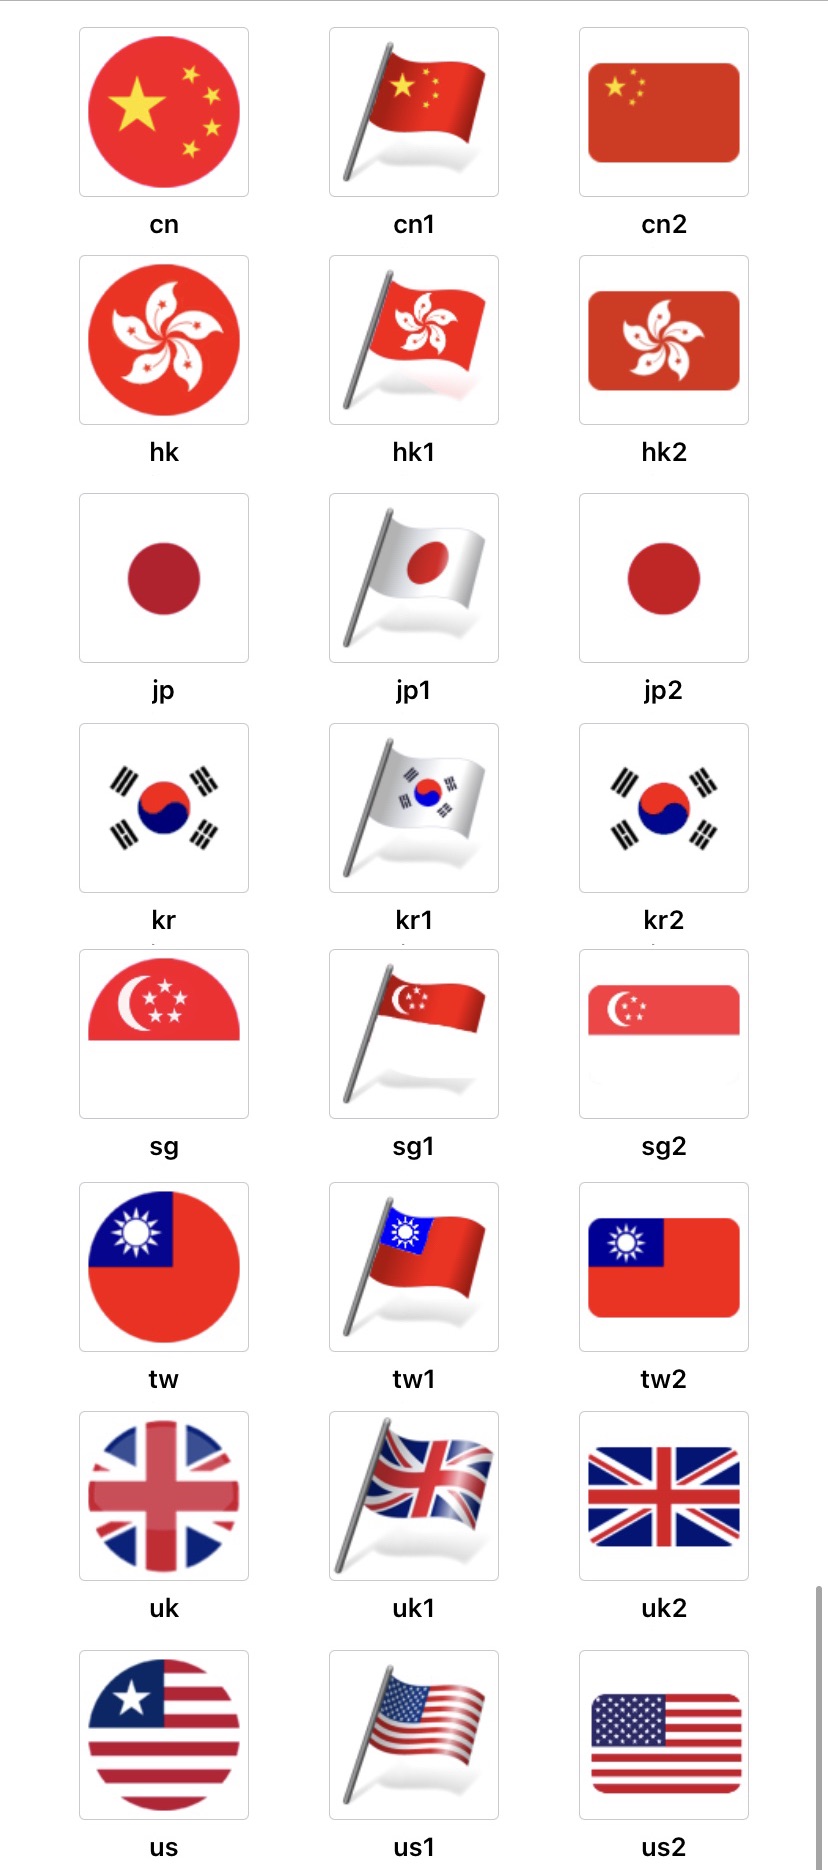 cn cn1 cn2
hk hk1 hk2
jp jp1 jp2
kr kr1 kr2
sg sg1 sg2
tw tw1 tw2
uk uk1 uk2
us us1 us2